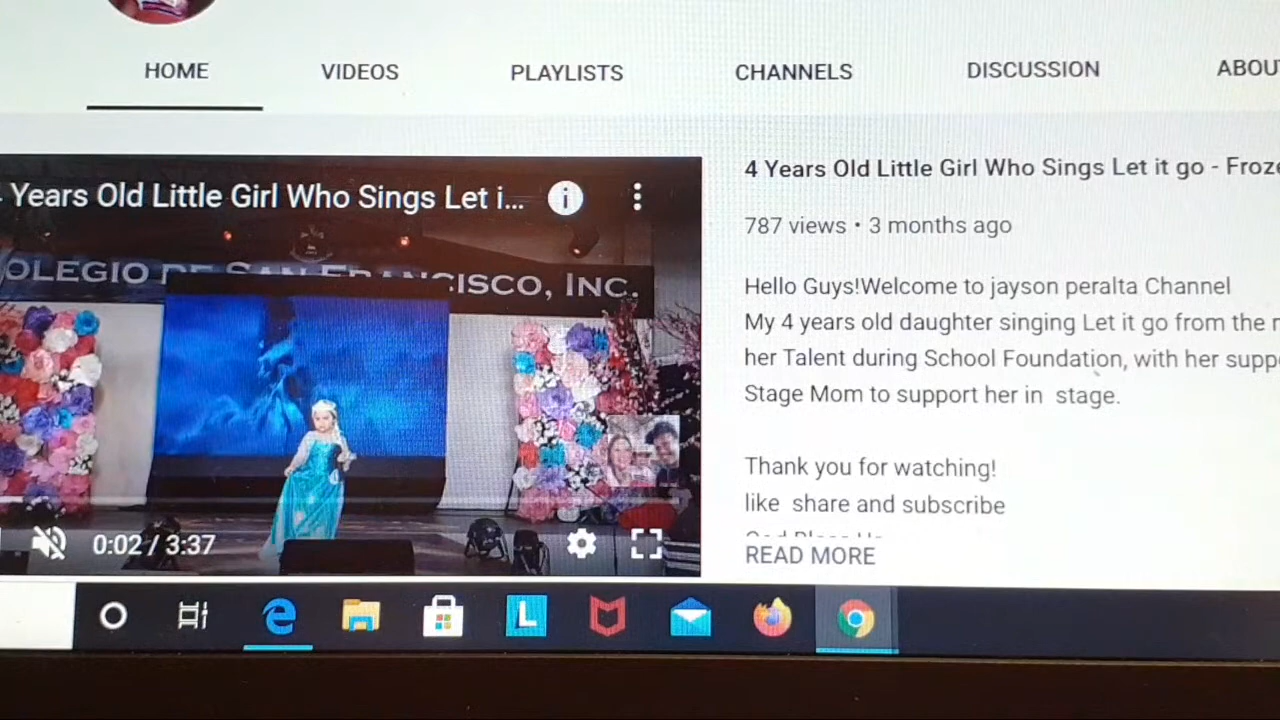 HOME VIDEOS PLAYLISTS CHANNELS DISCUSSION ABOU
Years Old Little Girl Who Sings Let i...
OLEGIO DE SAN FRANCISCO, INC.
0:02 / 3:37
4 Years Old Little Girl Who Sings Let it go - Froze
787 views • 3 months ago
Hello Guys!Welcome to jayson peralta Channel
My 4 years old daughter singing Let it go from the m
her Talent during School Foundation, with her suppo
Stage Mom to support her in stage.
Thank you for watching!
like share and subscribe
READ MORE